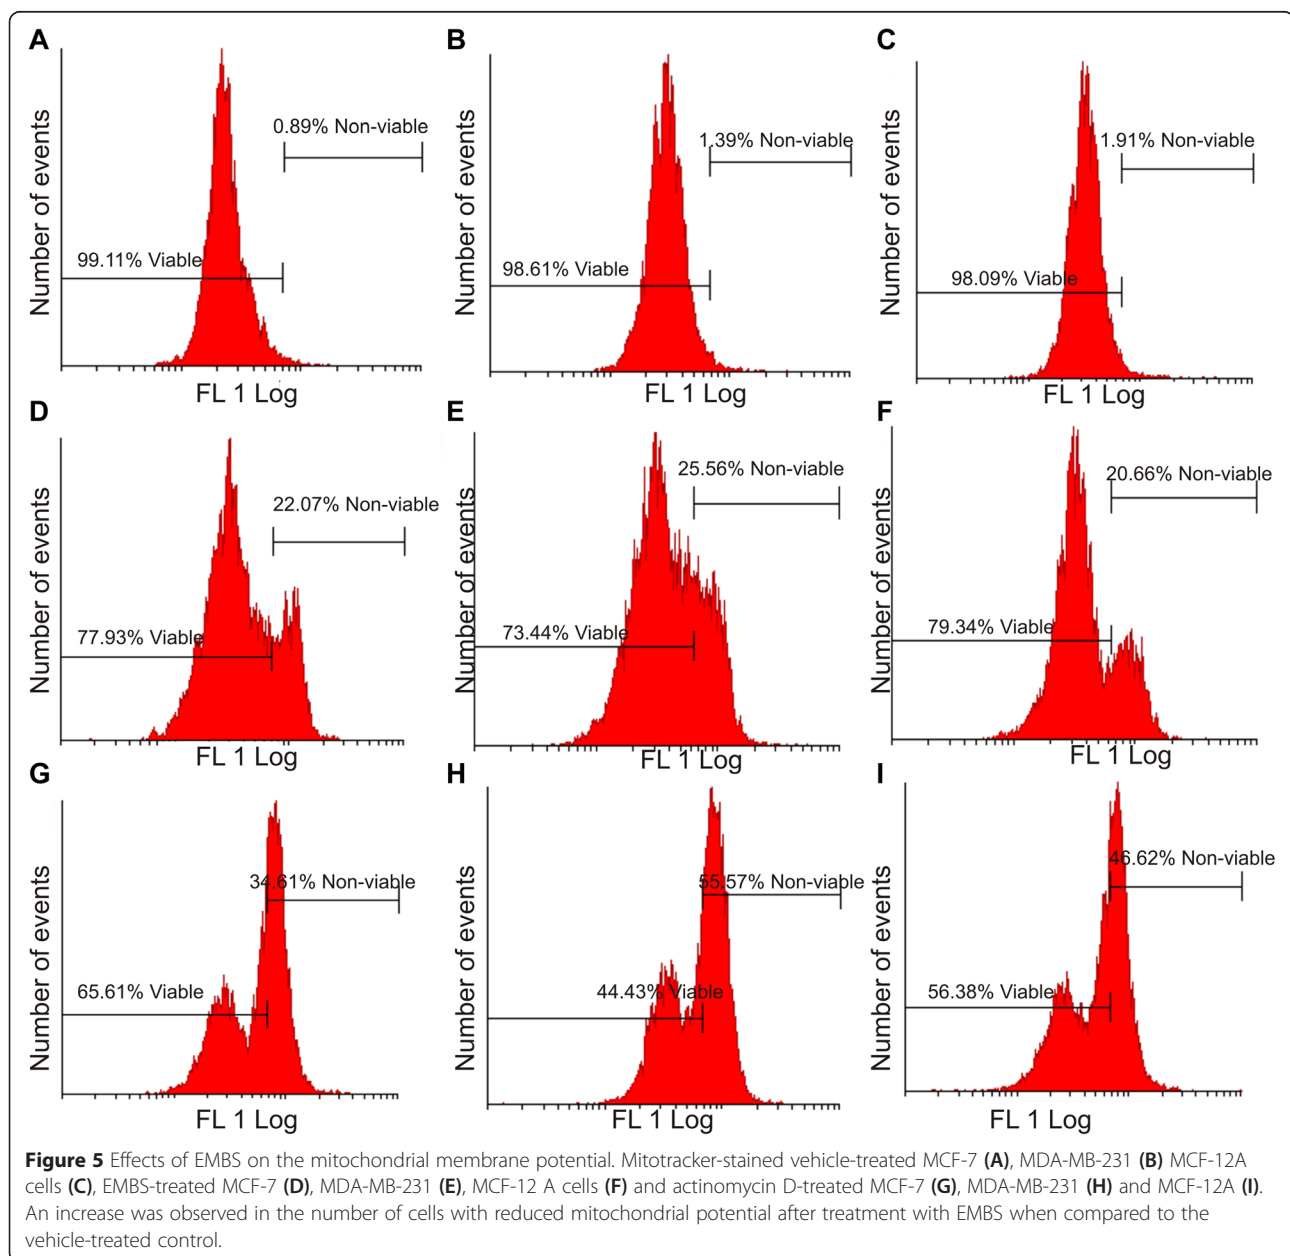 A
B
C
Number of events
0.89% Non-viable
99.11% Viable
FL 1 Log
Number of events
1.39% Non-viable
98.61% Viable
FL 1 Log
Number of events
1.91% Non-viable
98.09% Viable
FL 1 Log
D
E
F
Number of events
22.07% Non-viable
77.93% Viable
FL 1 Log
Number of events
25.56% Non-viable
73.44% Viable
FL 1 Log
Number of events
20.66% Non-viable
79.34% Viable
FL 1 Log
G
H
I
Number of events
34.61% Non-viable
65.61% Viable
FL 1 Log
Number of events
55.57% Non-viable
44.43% Viable
FL 1 Log
Number of events
46.62% Non-viable
56.38% Viable
FL 1 Log
Figure 5 Effects of EMBS on the mitochondrial membrane potential. Mitotracker-stained vehicle-treated MCF-7 (A), MDA-MB-231 (B) MCF-12A
cells (C), EMBS-treated MCF-7 (D), MDA-MB-231 (E), MCF-12 A cells (F) and actinomycin D-treated MCF-7 (G), MDA-MB-231 (H) and MCF-12A (I).
An increase was observed in the number of cells with reduced mitochondrial potential after treatment with EMBS when compared to the
vehicle-treated control.